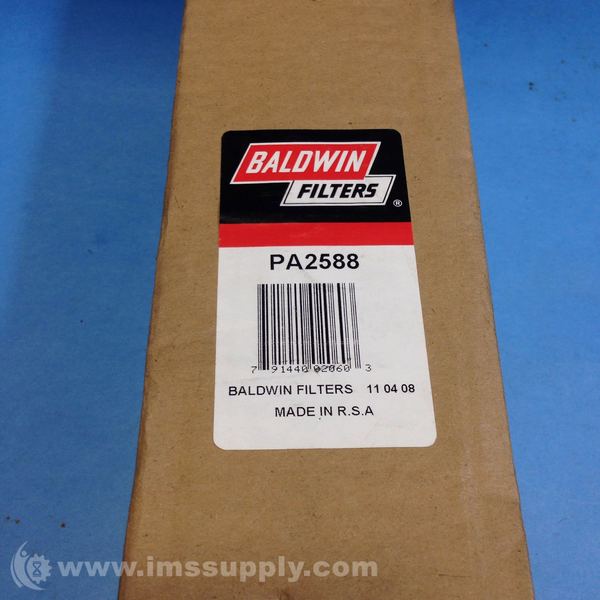 BALDWIN
FILTERS ®
PA2588
7 91440 02060 3
BALDWIN FILTERS 11 04 08
MADE IN R.S.A
www.imssupply.com